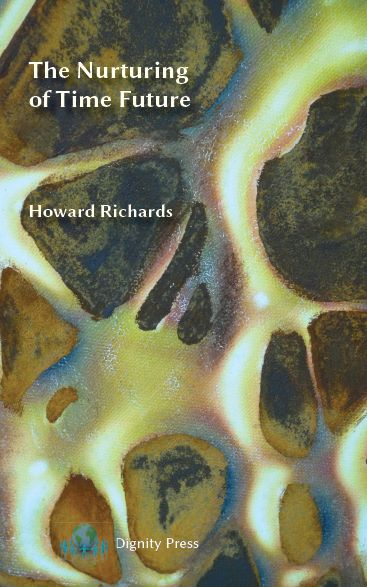 The Nurturing
of Time Future
Howard Richards
Dignity Press